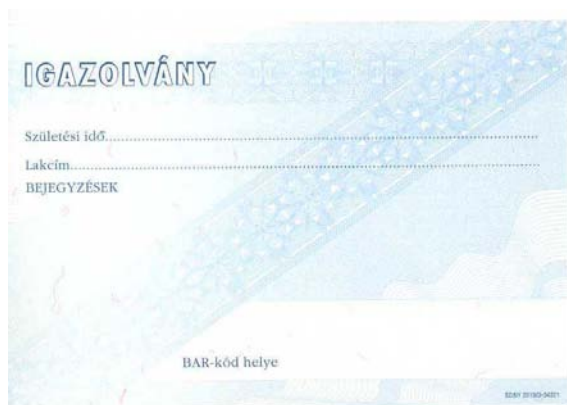 IGAZOLVÁNY
Születési idő..............................................................
Lakcím..............................................................
BEJEGYZÉSEK
BAR-kód helye